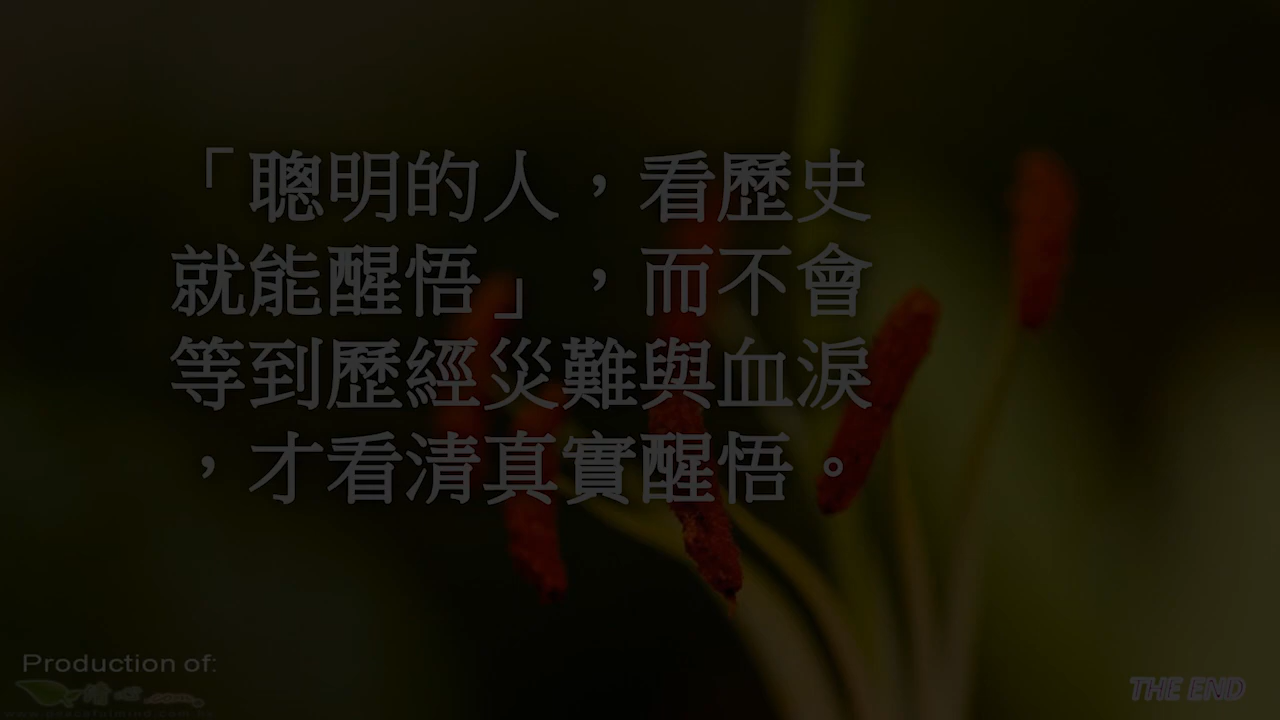 「聰明的人，看歷史
就能醒悟」，而不會
等到歷經災難與血淚
，才看清真實醒悟。
Production of:
THE END